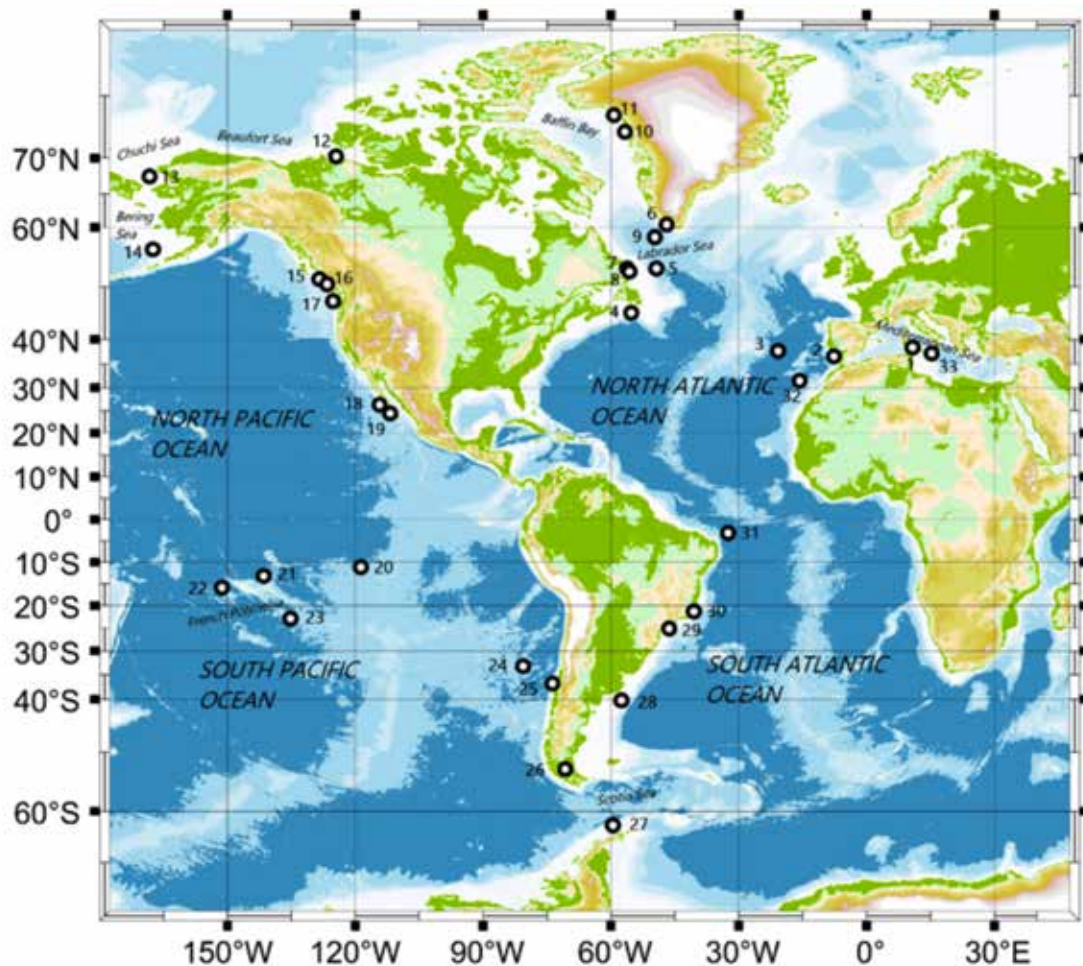 11
Baffin Bay
10
Chuchi Sea
Beaufort Sea
12
70°N
13
6
60°N
Bering
Sea
9
Labrador Sea
14
7
5
8
15
16
17
4
40°N
3
2
Mediterranean Sea
1
33
30°N
NORTH ATLANTIC
OCEAN
32
18
19
NORTH PACIFIC
OCEAN
20°N
10°N
0°
31
10°S
20
21
22
20°S
French Polynesia
23
30
29
30°S
SOUTH PACIFIC
OCEAN
24
SOUTH ATLANTIC
OCEAN
25
40°S
28
26
Scotia Sea
60°S
27
150°W
120°W
90°W
60°W
30°W
0°
30°E